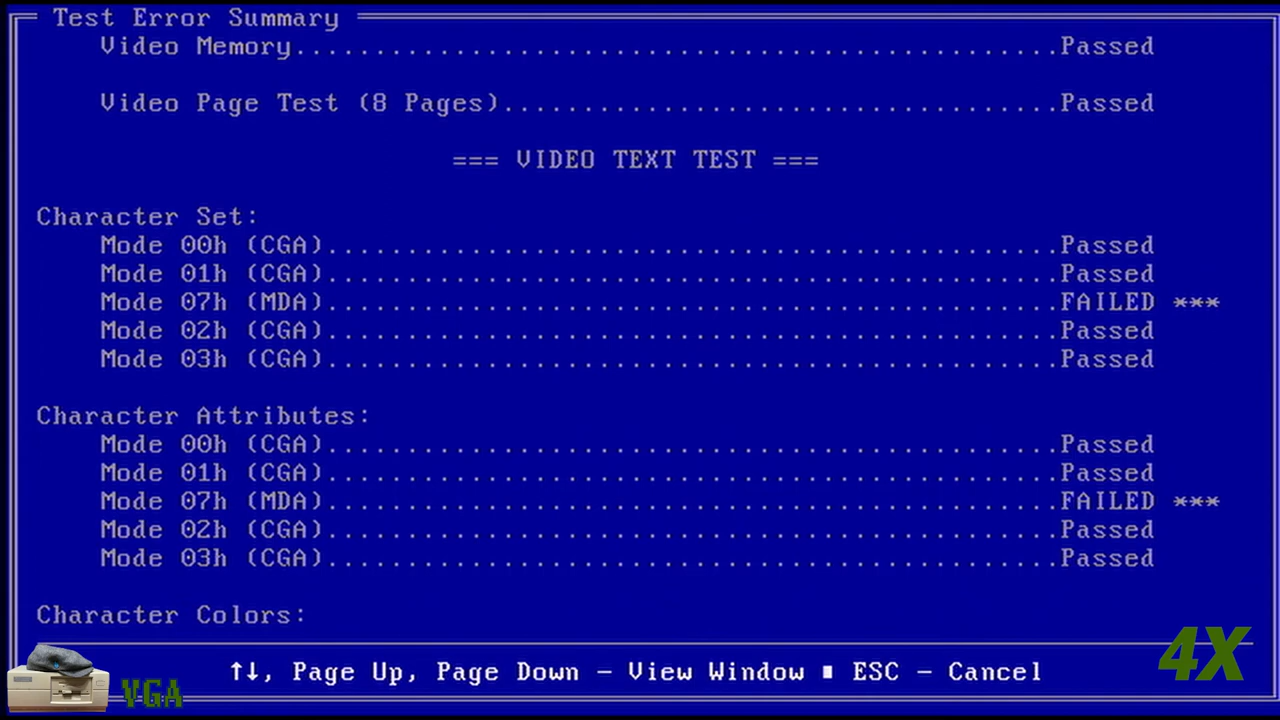 Test Error Summary
Video Memory................................................Passed
Video Page Test (8 Pages)...................................Passed
=== VIDEO TEXT TEST ===
Character Set:
Mode 00h (CGA)..............................................Passed
Mode 01h (CGA)..............................................Passed
Mode 07h (MDA)..............................................FAILED ***
Mode 02h (CGA)..............................................Passed
Mode 03h (CGA)..............................................Passed
Character Attributes:
Mode 00h (CGA)..............................................Passed
Mode 01h (CGA)..............................................Passed
Mode 07h (MDA)..............................................FAILED ***
Mode 02h (CGA)..............................................Passed
Mode 03h (CGA)..............................................Passed
Character Colors:
↑↓, Page Up, Page Down – View Window ■ ESC – Cancel
VGA
4X